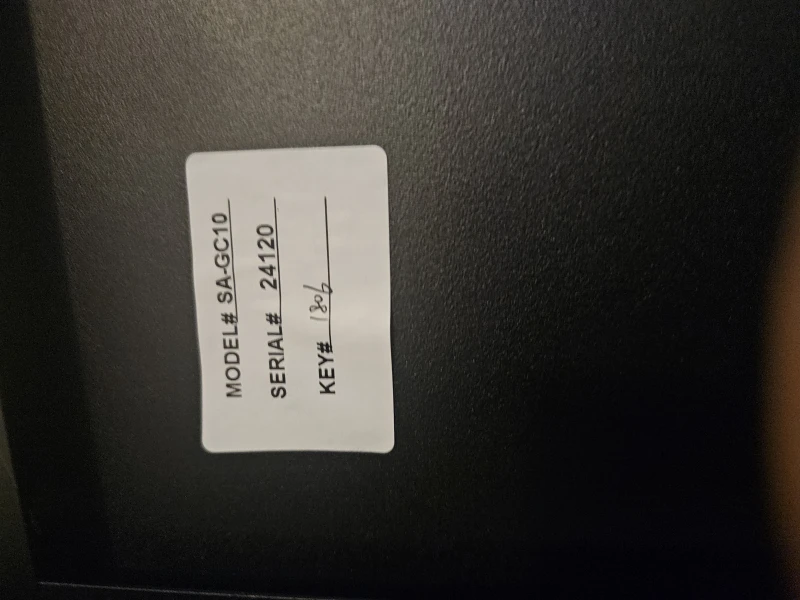 MODEL# SA-GC10
SERIAL# 24120
KEY# 1806